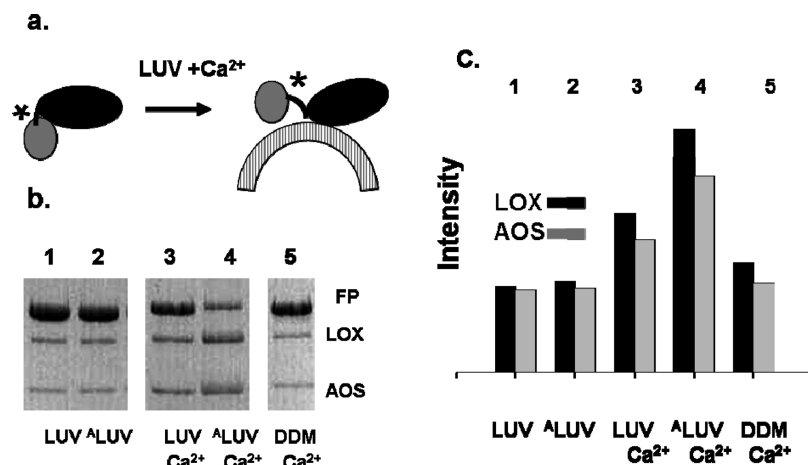 a.
LUV +Ca²⁺
*
*
b.
1 2 3 4 5
FP
LOX
AOS
LUV ᴬLUV LUV ᴬLUV DDM
Ca²⁺ Ca²⁺ Ca²⁺
C.
1 2 3 4 5
Intensity
LOX
AOS
LUV ᴬLUV LUV ᴬLUV DDM
Ca²⁺ Ca²⁺ Ca²⁺